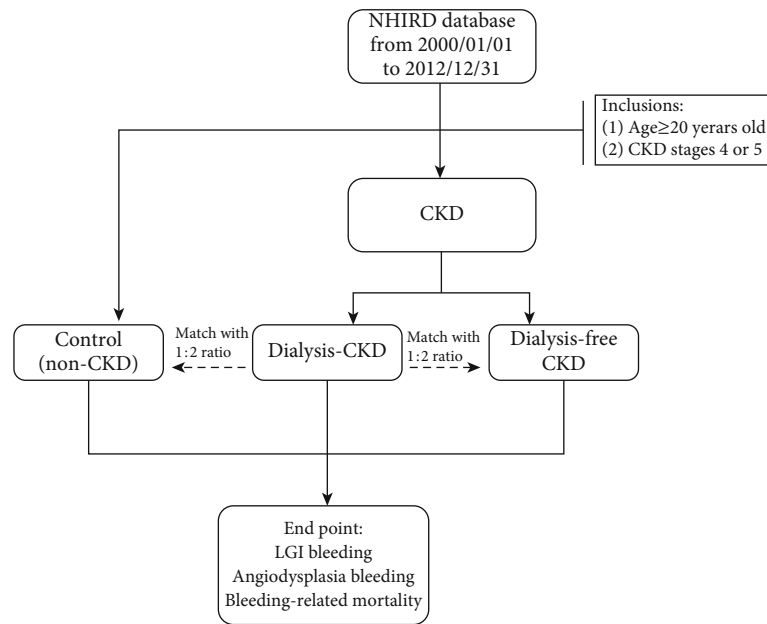 NHIRD database
from 2000/01/01
to 2012/12/31
Inclusions:
(1) Age≥20 yerars old
(2) CKD stages 4 or 5
CKD
Control
(non-CKD)
Match with
1:2 ratio
Dialysis-CKD
Match with
1:2 ratio
Dialysis-free
CKD
End point:
LGI bleeding
Angiodysplasia bleeding
Bleeding-related mortality